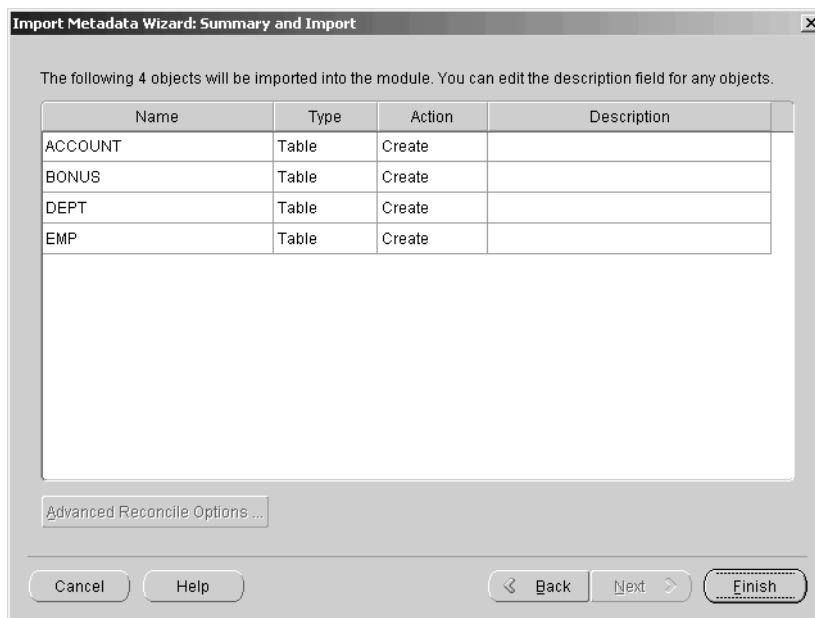 Import Metadata Wizard: Summary and Import
The following 4 objects will be imported into the module. You can edit the description field for any objects.
Name Type Action Description
ACCOUNT Table Create
BONUS Table Create
DEPT Table Create
EMP Table Create
Advanced Reconcile Options ...
Cancel Help Back Next Finish